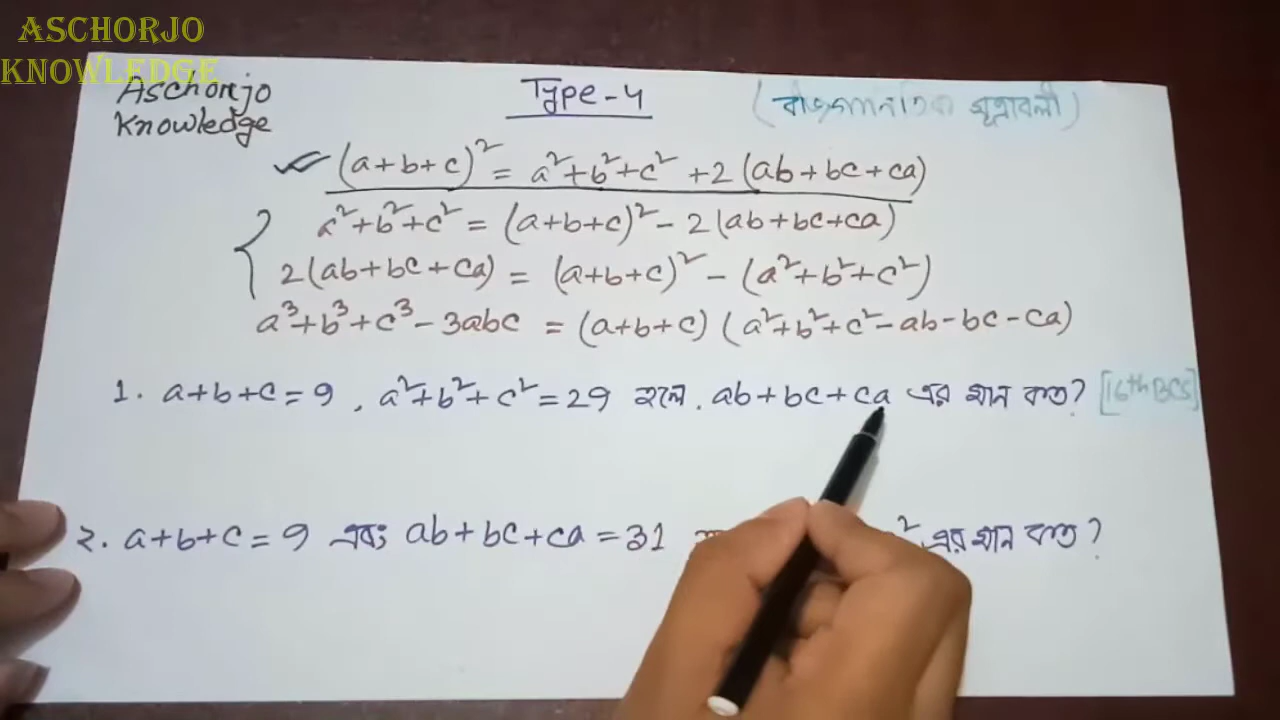 ASCHORJO
KNOWLEDGE
Aschorjo
Knowledge
Type-4
(বীজগাণিতিক সূত্রাবলী)
(a+b+c)² = a²+b²+c² +2 (ab+bc+ca)
a²+b²+c² = (a+b+c)² - 2 (ab+bc+ca)
2(ab+bc+ca) = (a+b+c)² - (a²+b²+c²)
a³+b³+c³-3abc = (a+b+c) (a²+b²+c²-ab-bc-ca)
1. a+b+c=9, a²+b²+c²=29 হলে. ab+bc+ca এর মান কত? [16th BCS]
২. a+b+c=9 এবং ab+bc+ca=31 ² এর মান কত?